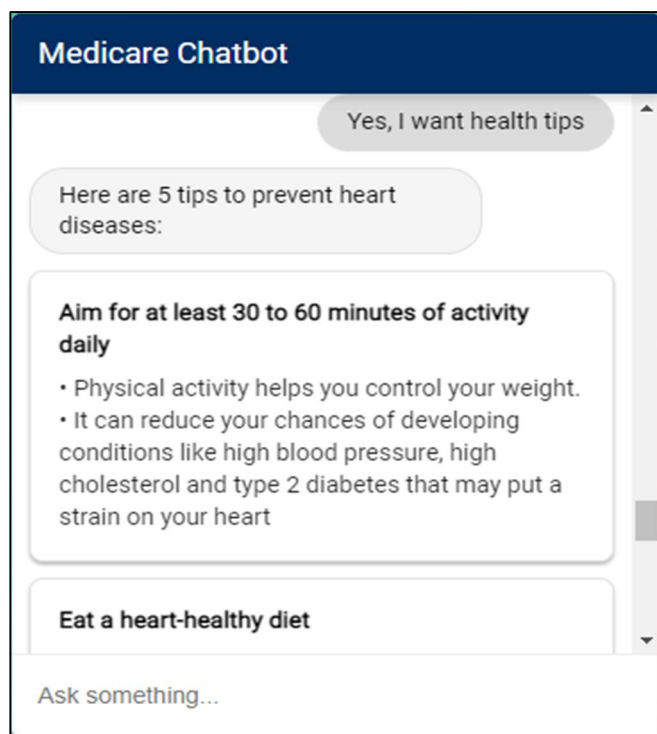 Medicare Chatbot
Yes, I want health tips
Here are 5 tips to prevent heart
diseases:
Aim for at least 30 to 60 minutes of activity
daily
• Physical activity helps you control your weight.
• It can reduce your chances of developing
conditions like high blood pressure, high
cholesterol and type 2 diabetes that may put a
strain on your heart
Eat a heart-healthy diet
Ask something...